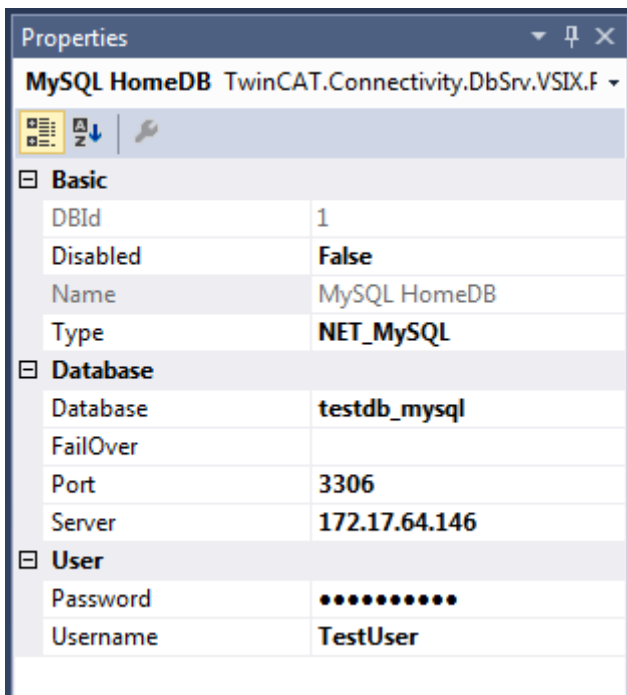 Properties
MySQL HomeDB TwinCAT.Connectivity.DbSrv.VSIX.
Basic
DBId 1
Disabled False
Name MySQL HomeDB
Type NET_MySQL
Database
Database testdb_mysql
FailOver
Port 3306
Server 172.17.64.146
User
Password ●●●●●●●●●●
Username TestUser